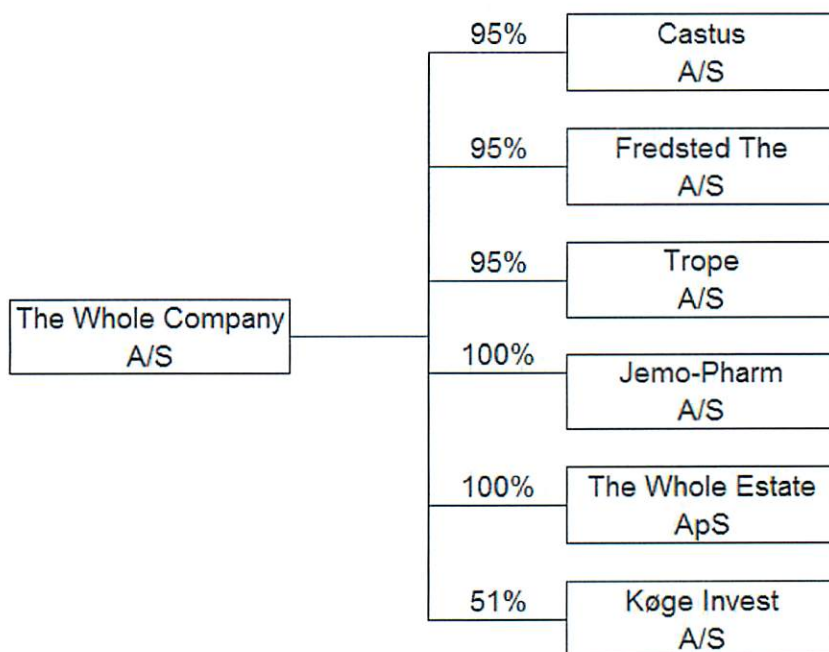 95%
Castus
A/S
95%
Fredsted The
A/S
95%
Trope
A/S
The Whole Company
A/S
100%
Jemo-Pharm
A/S
100%
The Whole Estate
ApS
51%
Køge Invest
A/S